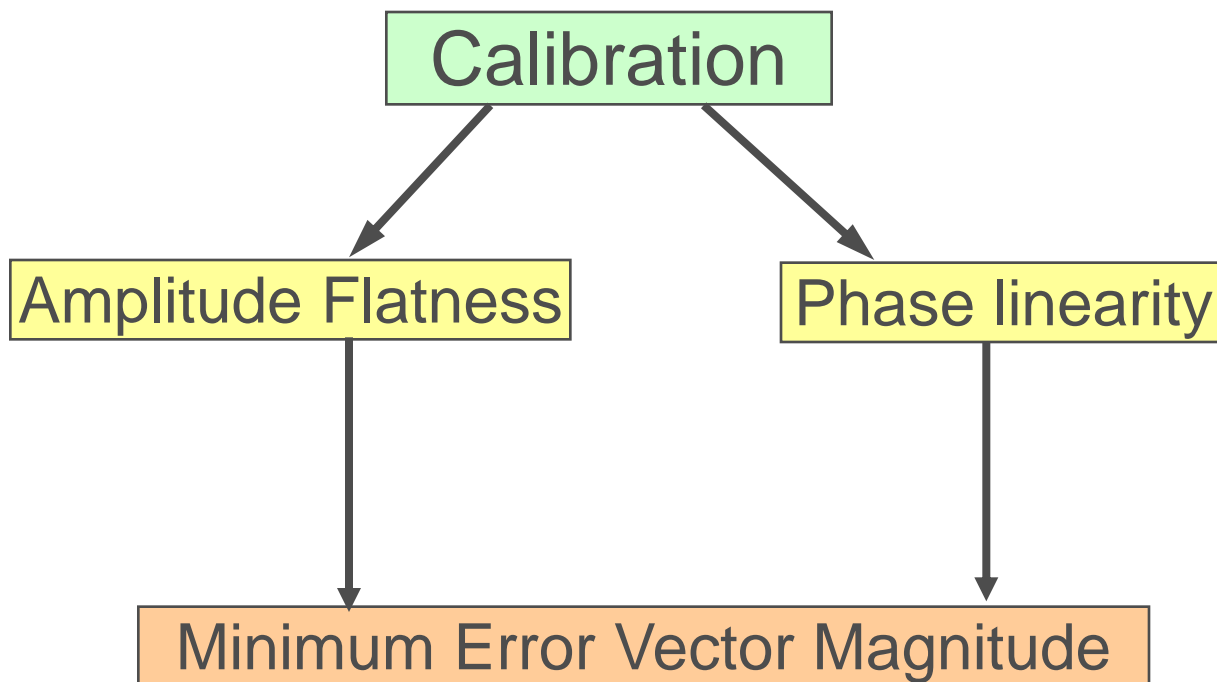 Calibration
Amplitude Flatness
Phase linearity
Minimum Error Vector Magnitude